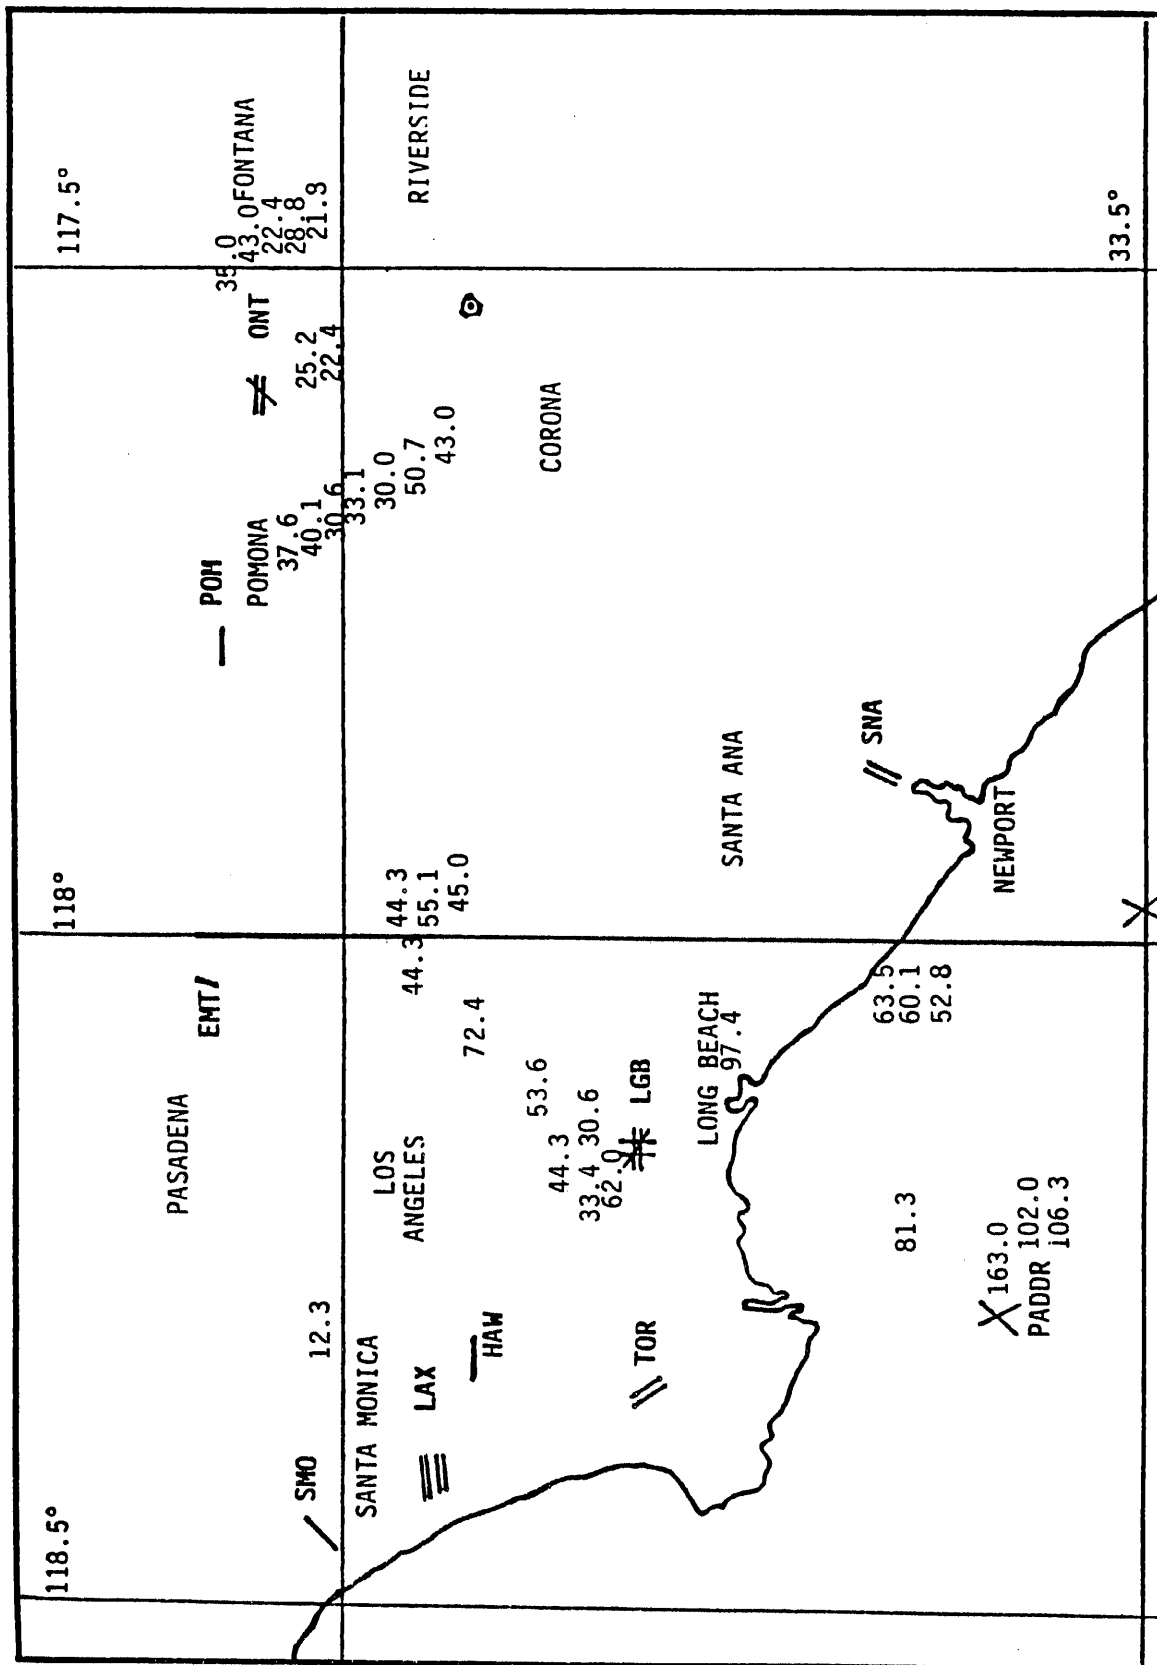 118.5°
118°
117.5°
PASADENA
EMT
POM
35.0
43.0 FONTANA
22.4
28.8
21.3
ONT
25.2
22.4
POMONA
37.6
40.1
30.6
33.1
30.0
50.7
43.0
SMO
12.3
SANTA MONICA
LOS
ANGELES
LAX
HAW
44.3
44.3
55.1
45.0
72.4
RIVERSIDE
CORONA
53.6
44.3
33.4 30.6
62.0
LGB
TOR
LONG BEACH
97.4
SANTA ANA
SNA
63.5
60.1
52.8
81.3
NEWPORT
163.0
PADDR 102.0
106.3
33.5°